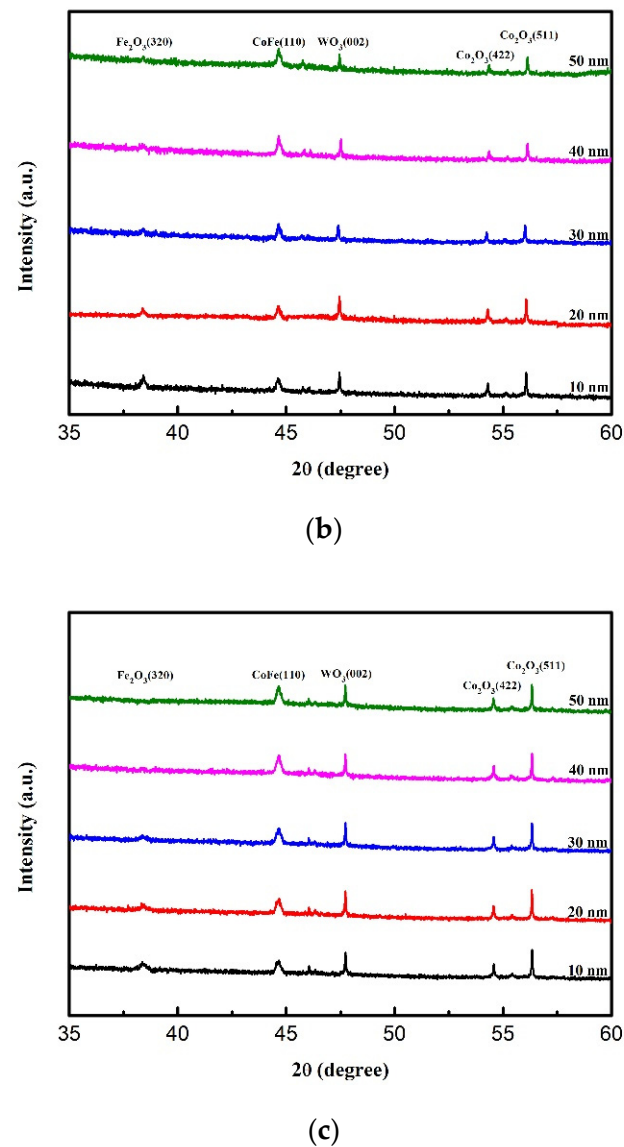 Co₂O₃(511)
Fe₂O₃(320) CoFe(110) WO₃(002) Co₂O₃(422)
50 nm
40 nm
30 nm
20 nm
10 nm
Intensity (a.u.)
35 40 45 50 55 60
2θ (degree)
(b)
Co₂O₃(511)
Fe₂O₃(320) CoFe(110) WO₃(002) Co₂O₃(422)
50 nm
40 nm
30 nm
20 nm
10 nm
Intensity (a.u.)
35 40 45 50 55 60
2θ (degree)
(c)